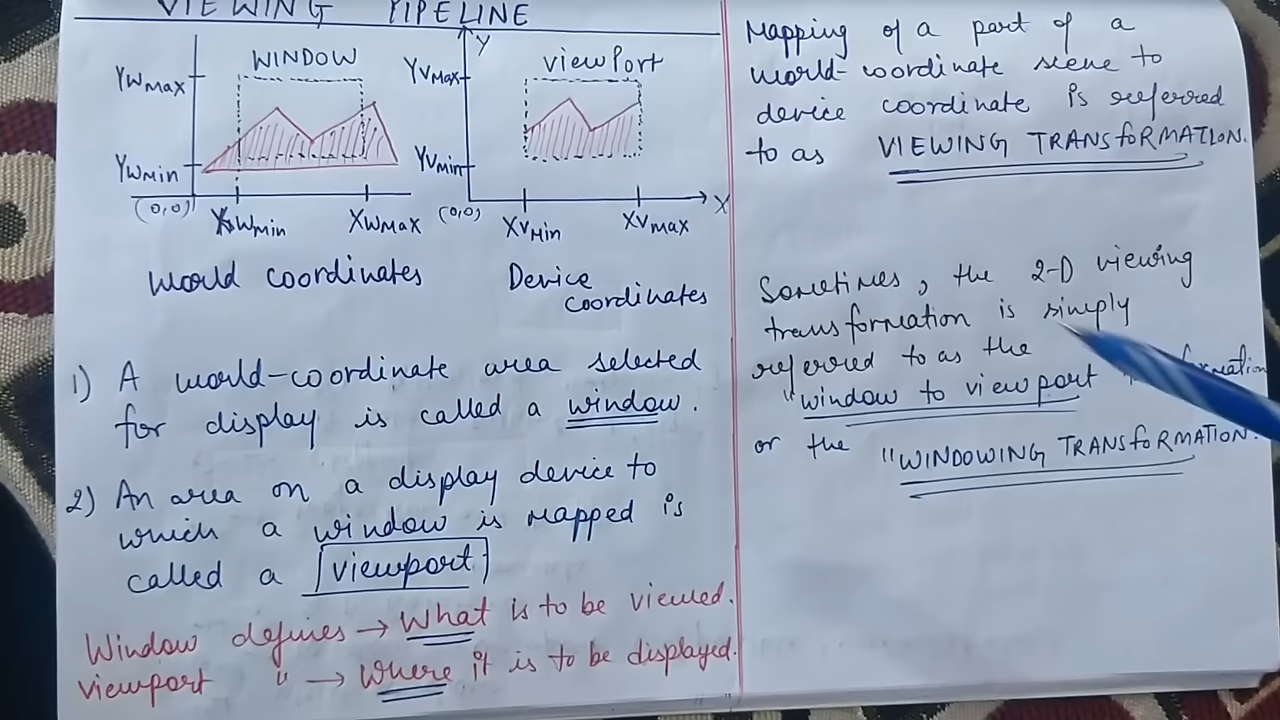 VIEWING PIPELINE
WINDOW
YWMax
YWMin
(0,0)
XWMin
XWMax
World coordinates
Y
viewPort
YVMax
YVMin
(0,0)
XVMin
XVmax
X
Device
coordinates
1) A world-coordinate area selected
for display is called a window.
2) An area on a display device to
which a window is mapped is
called a viewport
Window defines → What is to be viewed.
viewport " → Where it is to be displayed.
Mapping of a part of a
world-coordinate scene to
device coordinate is referred
to as VIEWING TRANSFORMATION.
Sometimes, the 2-D viewing
transformation is simply
referred to as the
"window to viewport
or the "WINDOWING TRANSFORMATION.